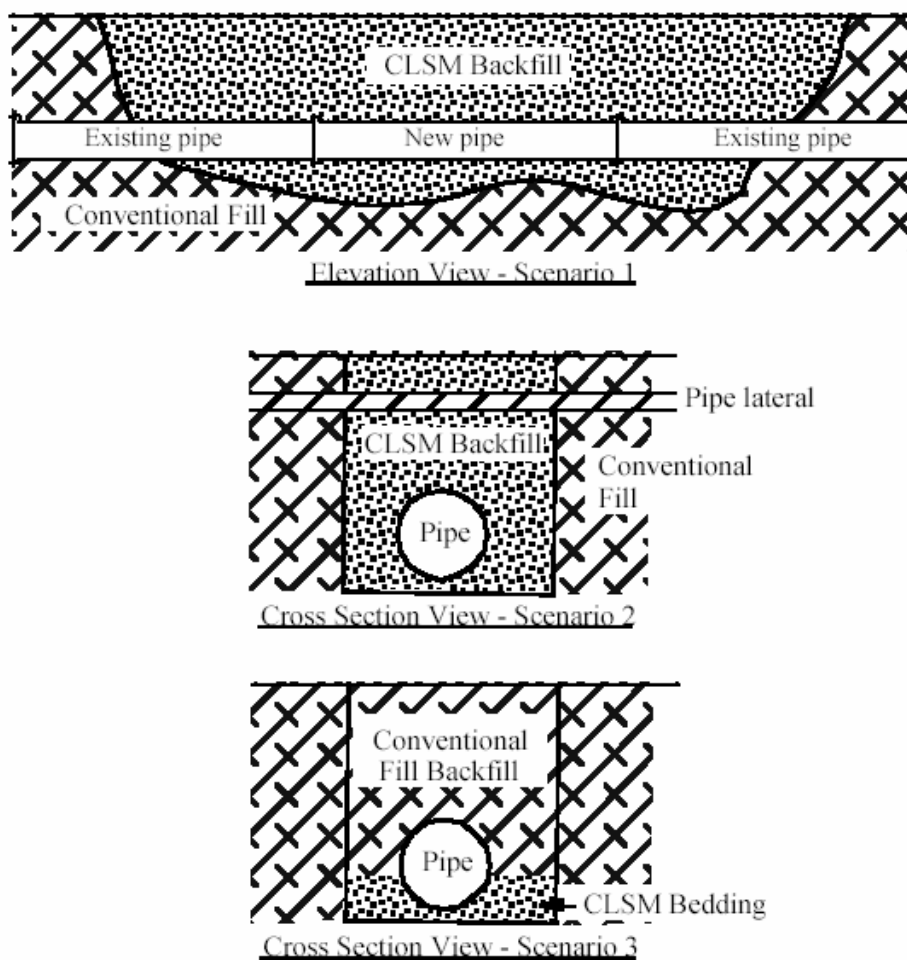 CLSM Backfill
Existing pipe
New pipe
Existing pipe
Conventional Fill
Elevation View - Scenario 1
Pipe lateral
CLSM Backfill
Conventional
Fill
Pipe
Cross Section View - Scenario 2
Conventional
Fill Backfill
Pipe
CLSM Bedding
Cross Section View - Scenario 3